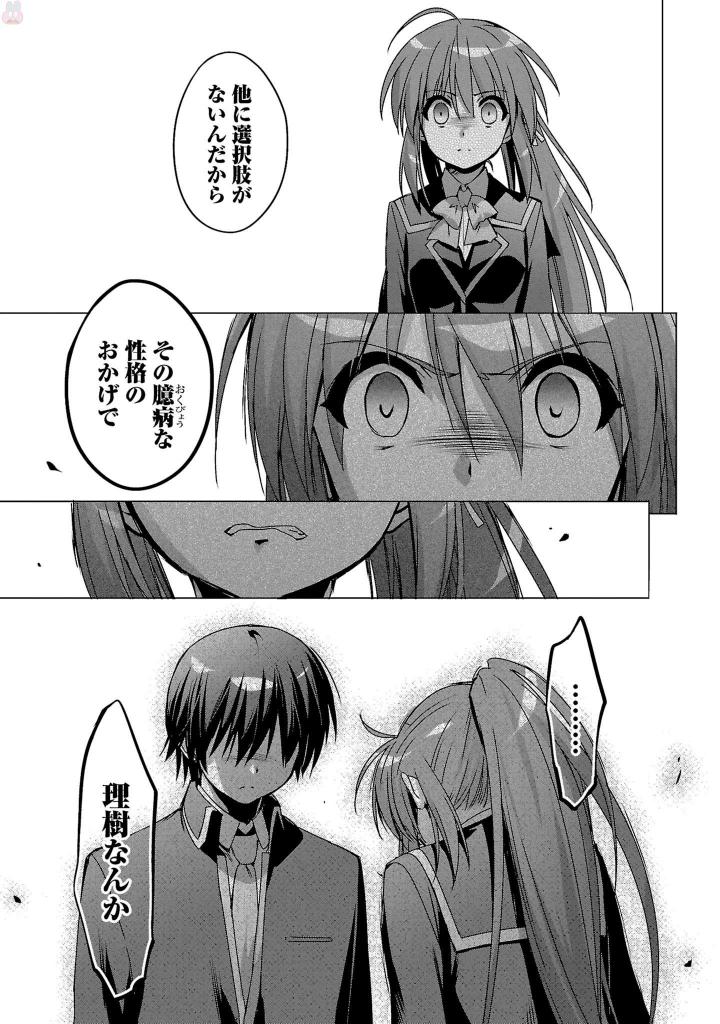 他に選択肢が
ないんだから
その臆病な
おくびょう
性格の
おかげで
…………
理樹なんか